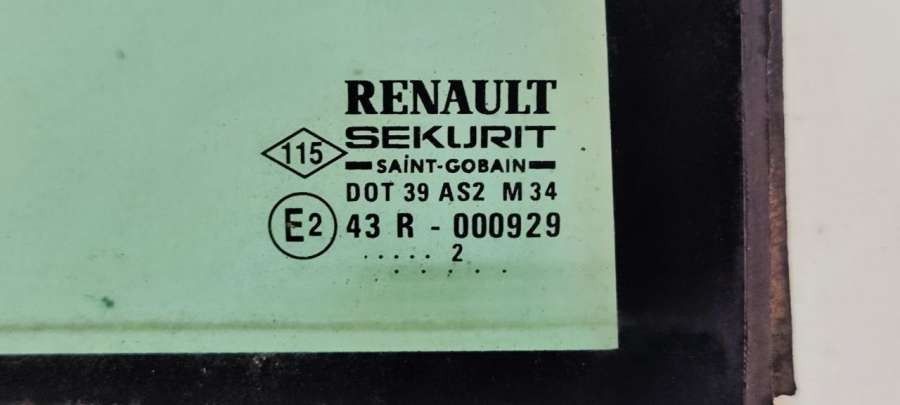 RENAULT
SEKURIT
SAINT-GOBAIN
115
DOT 39 AS2 M 34
E2
43 R - 000929
..... 2
......